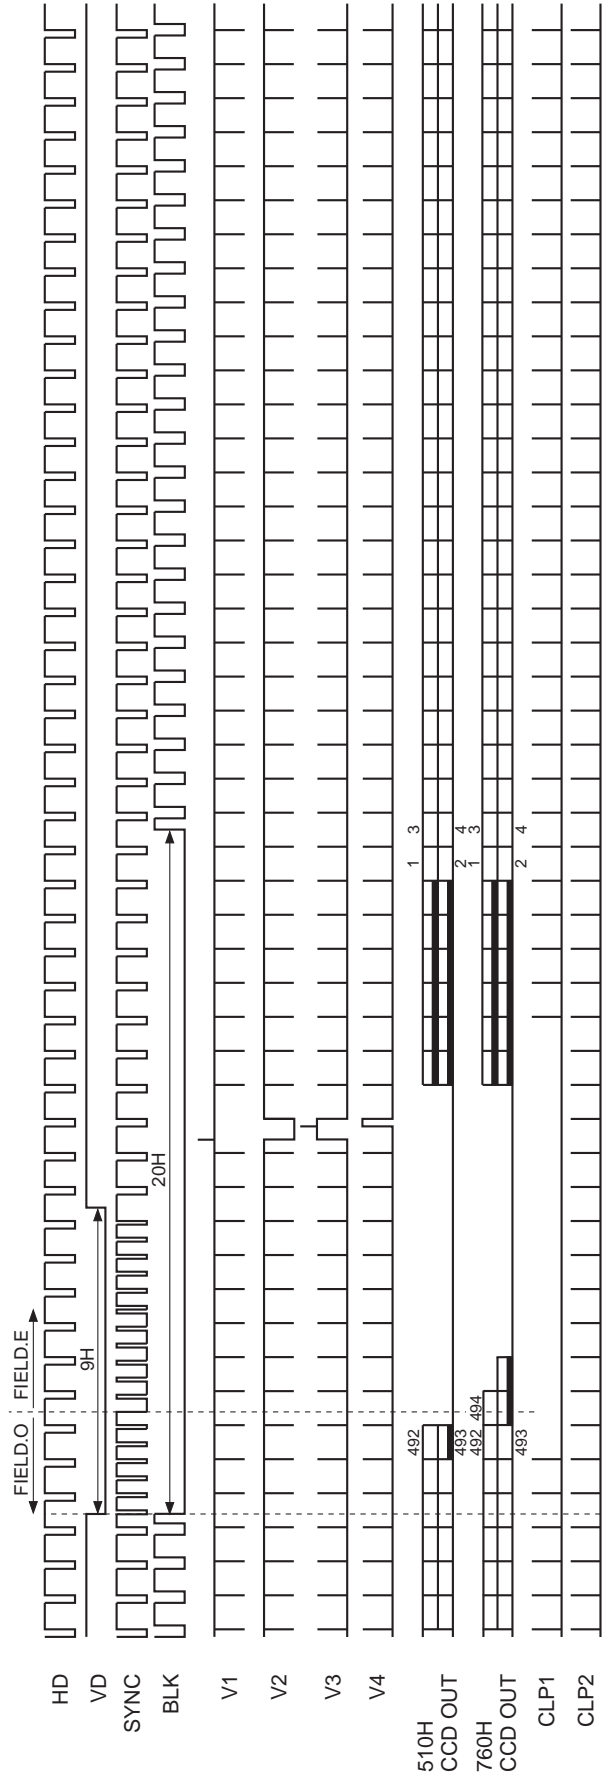 FIELD.O FIELD.E
HD
VD
9H
SYNC
BLK
20H
V1
V2
V3
V4
492 1 3
510H
CCD OUT
493 2 4
492 494 1 3
760H
CCD OUT
493 2 4
CLP1
CLP2